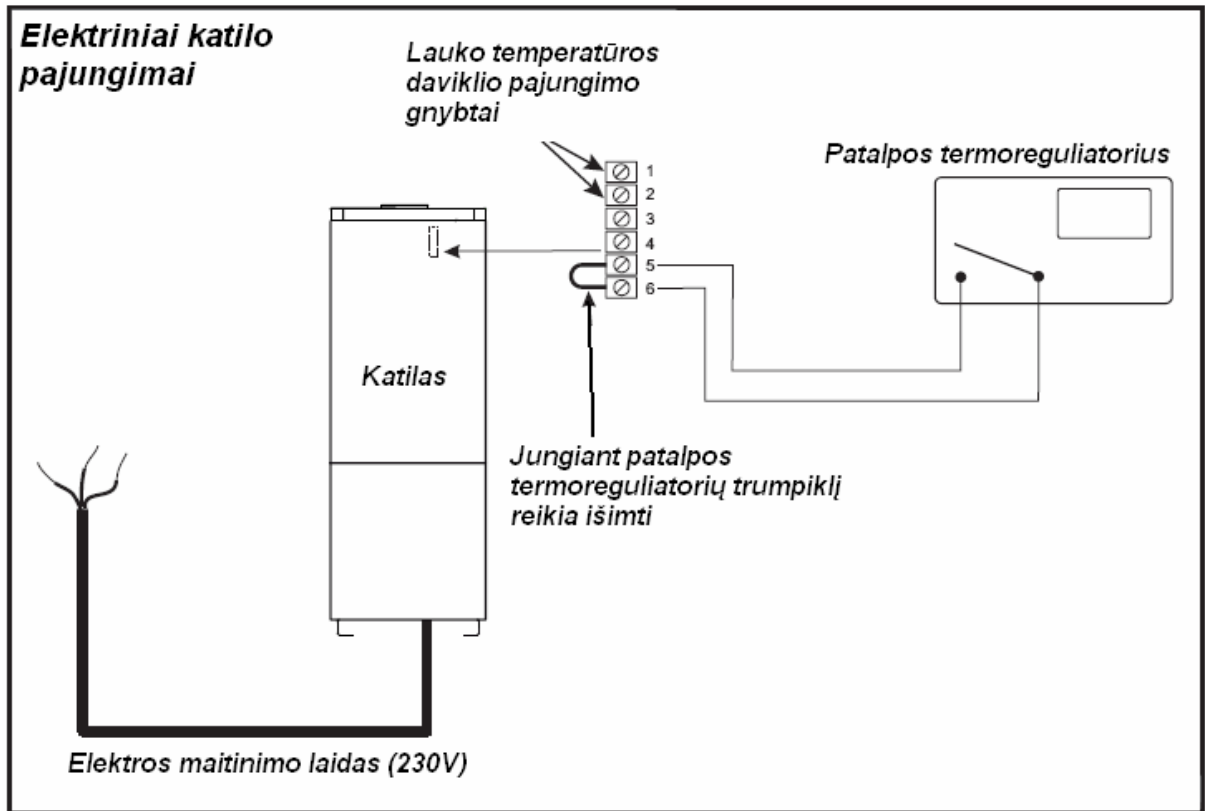 Elektriniai katilo
pajungimai
Lauko temperatūros
daviklio pajungimo
gnybtai
Patalpos termoreguliatorius
1
2
3
4
5
6
Katilas
Jungiant patalpos
termoreguliatorių trumpiklį
reikia išimti
Elektros maitinimo laidas (230V)